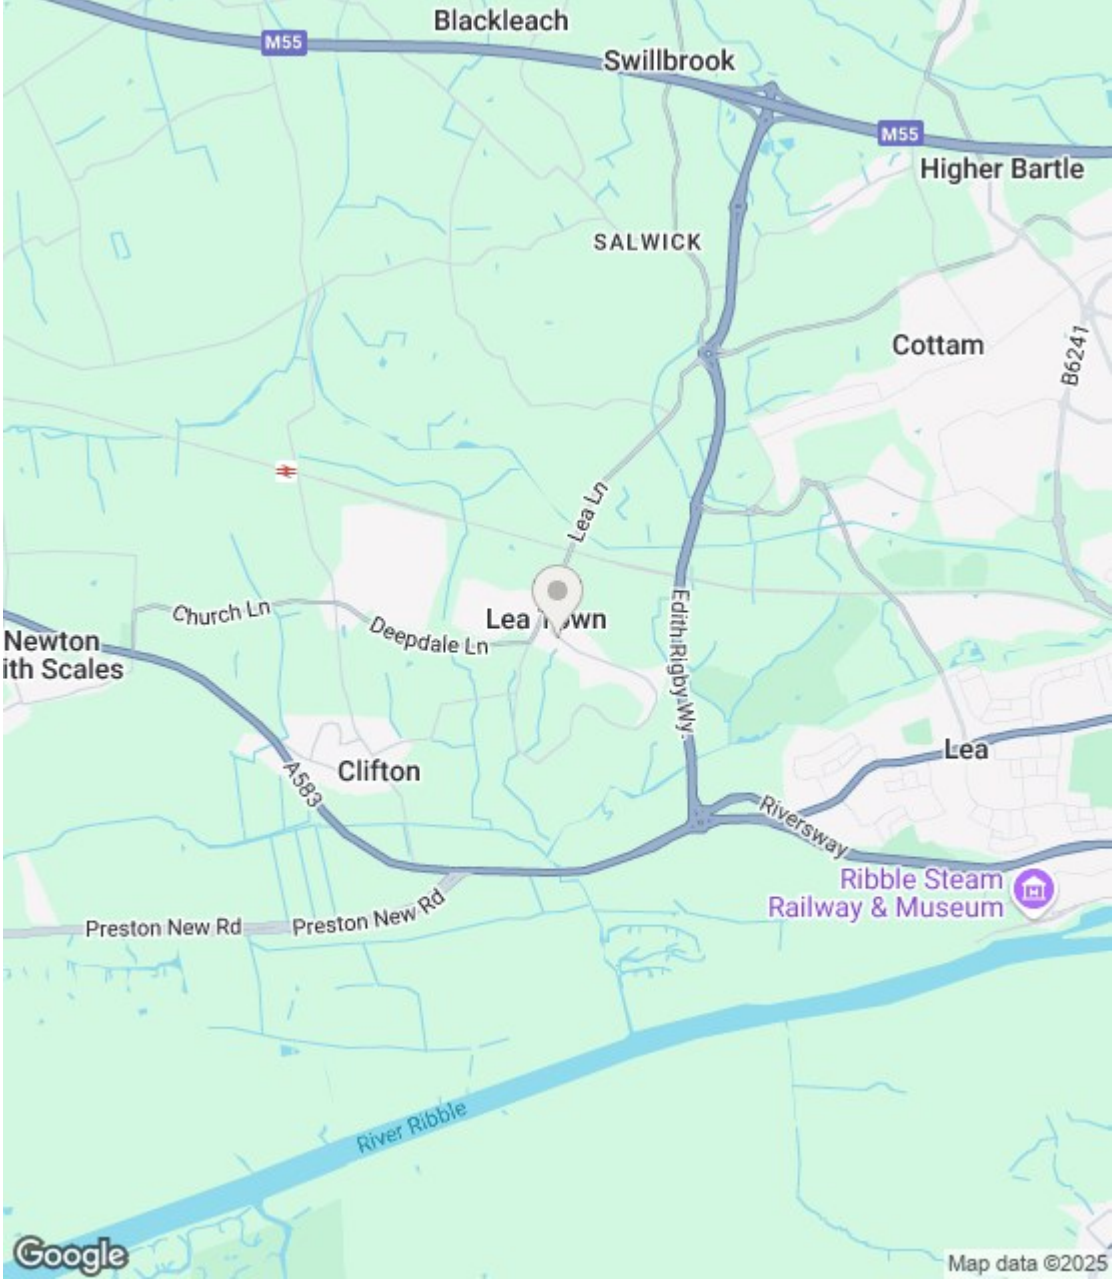 Blackleach
M55
Swillbrook
M55
Higher Bartle
SALWICK
Cottam
B6241
Lea Ln
Church Ln
Lea Town
Deepdale Ln
Edith Rigby Wy.
Newton
ith Scales
Lea
Clifton
A583
Riversway
Ribble Steam
Railway & Museum
Preston New Rd
Preston New Rd
River Ribble
Google
Map data ©2025